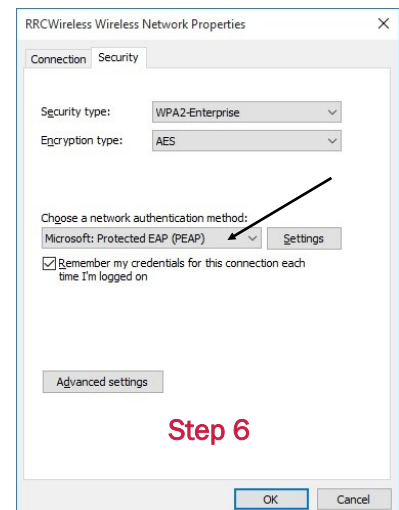 RRCWireless Wireless Network Properties
Connection Security
Security type: WPA2-Enterprise
Encryption type: AES
Choose a network authentication method:
Microsoft: Protected EAP (PEAP) Settings
Remember my credentials for this connection each
time I'm logged on
Advanced settings
Step 6
OK Cancel